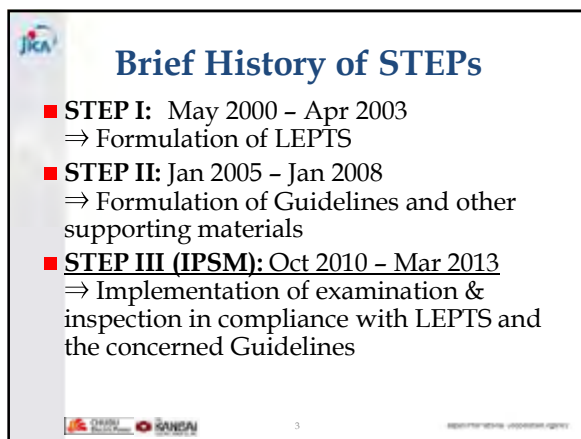 JICA
Brief History of STEPs
STEP I: May 2000 – Apr 2003
⇒ Formulation of LEPTS
STEP II: Jan 2005 – Jan 2008
⇒ Formulation of Guidelines and other
supporting materials
STEP III (IPSM): Oct 2010 – Mar 2013
⇒ Implementation of examination &
inspection in compliance with LEPTS and
the concerned Guidelines
KANSAI
3